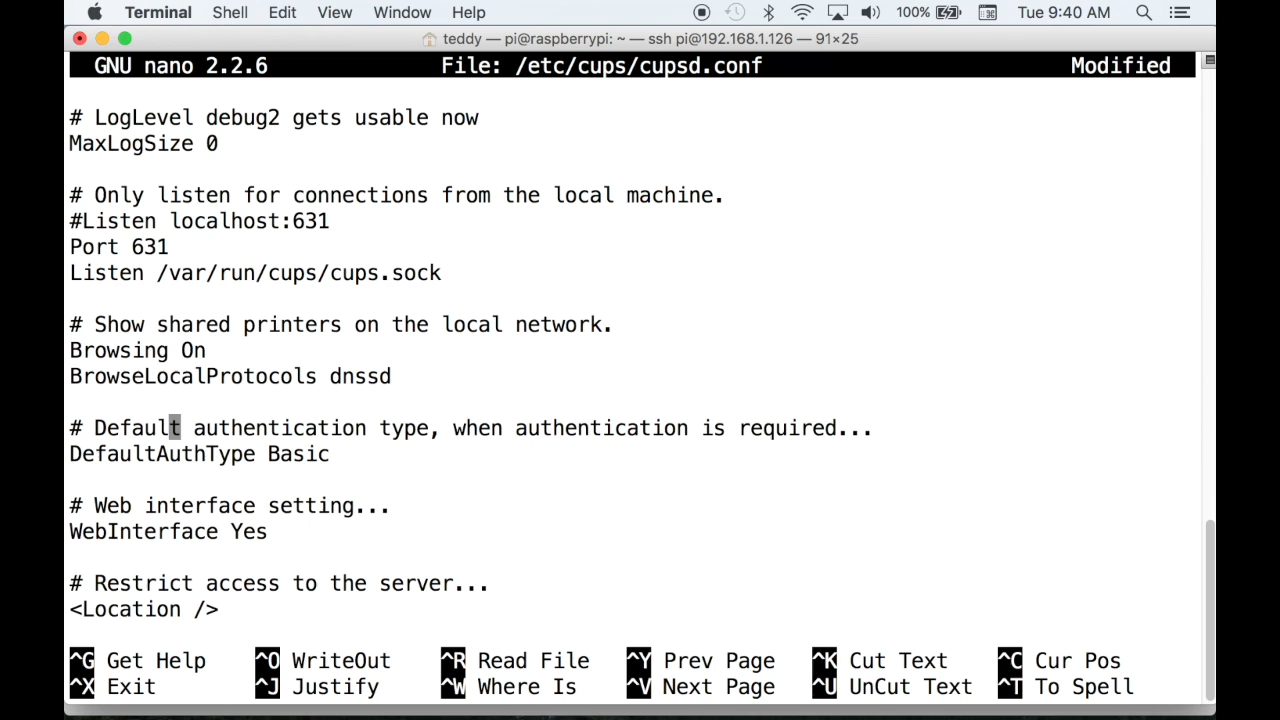 Terminal Shell Edit View Window Help 100% Tue 9:40 AM
teddy — pi@raspberrypi: ~ — ssh pi@192.168.1.126 — 91×25
GNU nano 2.2.6 File: /etc/cups/cupsd.conf Modified
# LogLevel debug2 gets usable now
MaxLogSize 0
# Only listen for connections from the local machine.
#Listen localhost:631
Port 631
Listen /var/run/cups/cups.sock
# Show shared printers on the local network.
Browsing On
BrowseLocalProtocols dnssd
# Default authentication type, when authentication is required...
DefaultAuthType Basic
# Web interface setting...
WebInterface Yes
# Restrict access to the server...
<Location />
^G Get Help ^O WriteOut ^R Read File ^Y Prev Page ^K Cut Text ^C Cur Pos
^X Exit ^J Justify ^W Where Is ^V Next Page ^U UnCut Text ^T To Spell